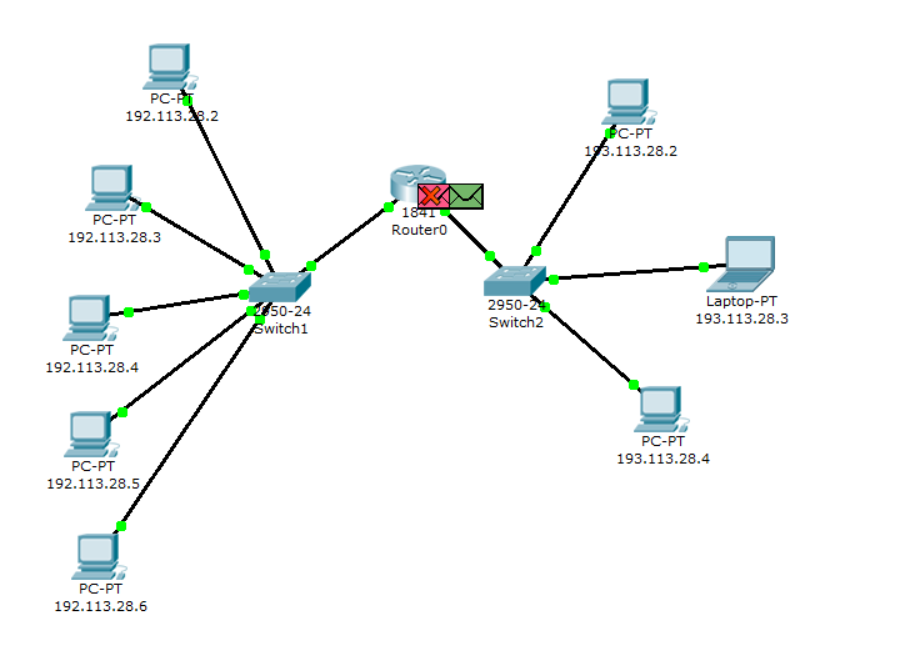 PC-PT
192.113.28.2
PC-PT
192.113.28.3
PC-PT
192.113.28.4
PC-PT
192.113.28.5
PC-PT
192.113.28.6
2950-24
Switch1
1841
Router0
2950-24
Switch2
PC-PT
193.113.28.2
Laptop-PT
193.113.28.3
PC-PT
193.113.28.4